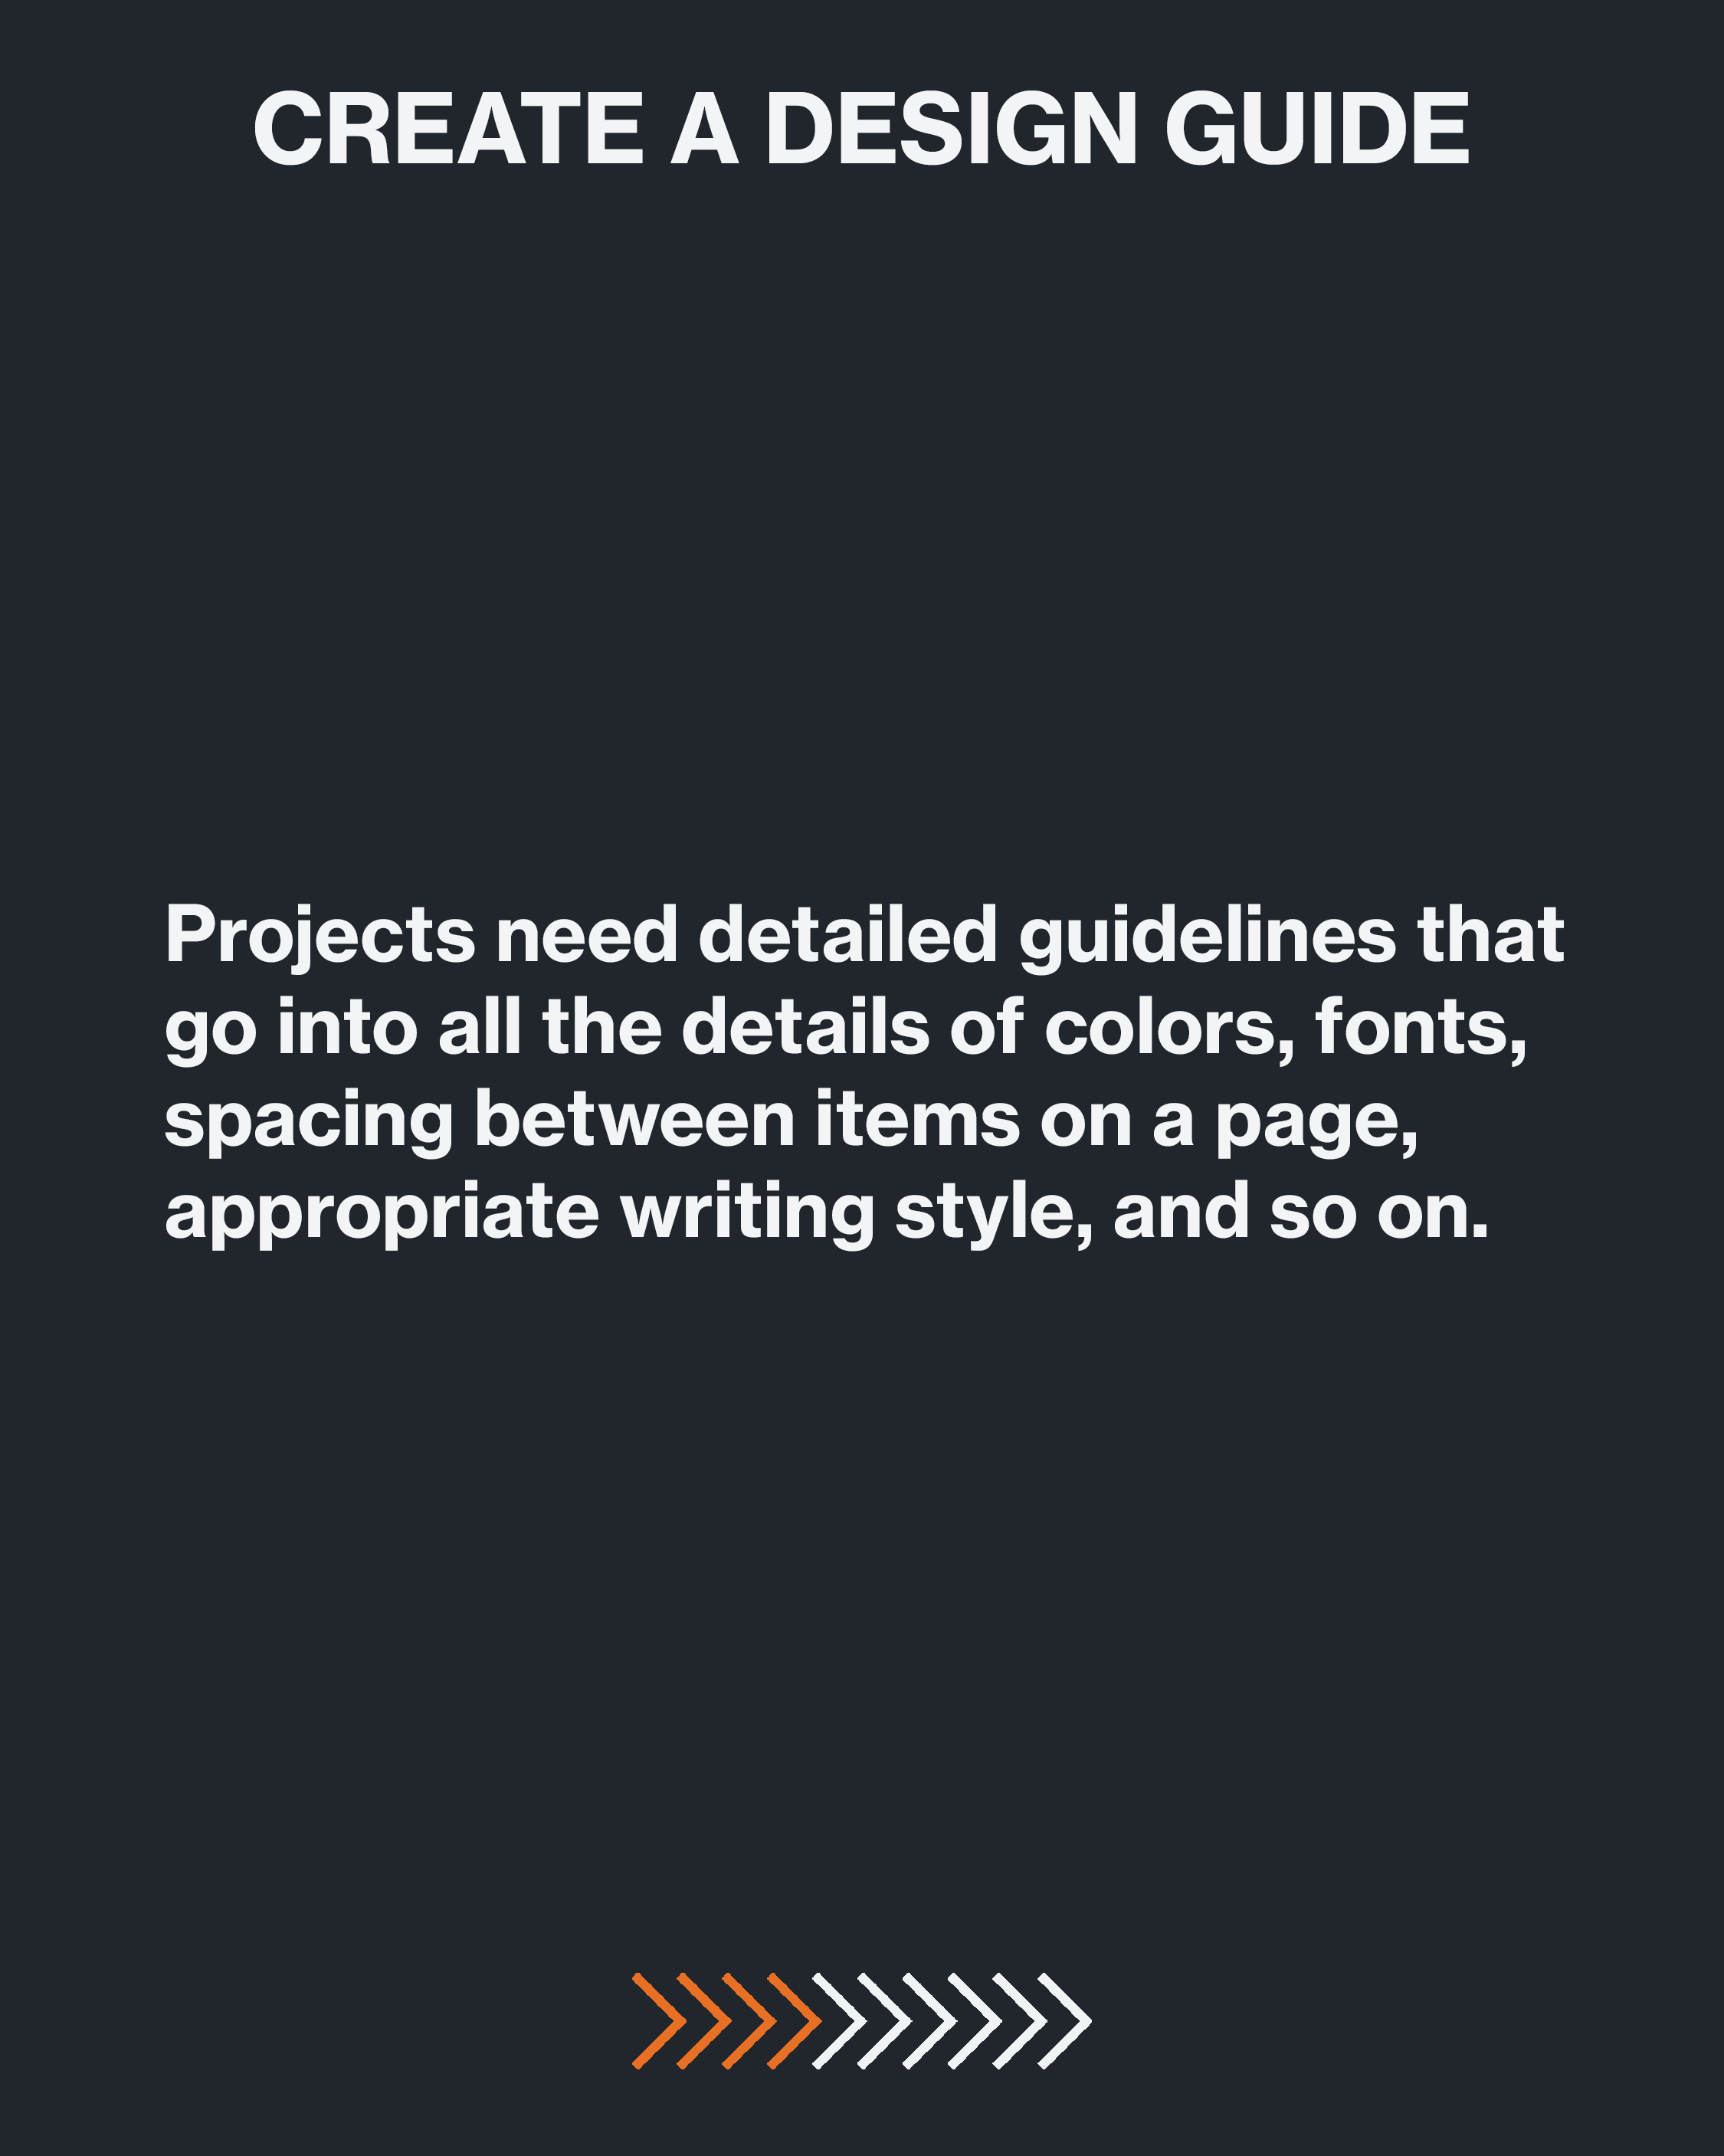 CREATE A DESIGN GUIDE
Projects need detailed guidelines that
go into all the details of colors, fonts,
spacing between items on a page,
appropriate writing style, and so on.